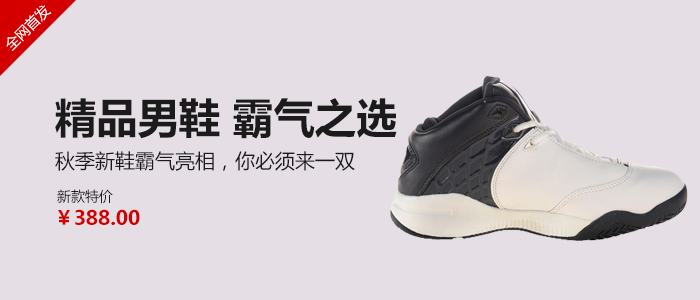 全网首发
精品男鞋 霸气之选
秋季新鞋霸气亮相，你必须来一双
新款特价
￥388.00